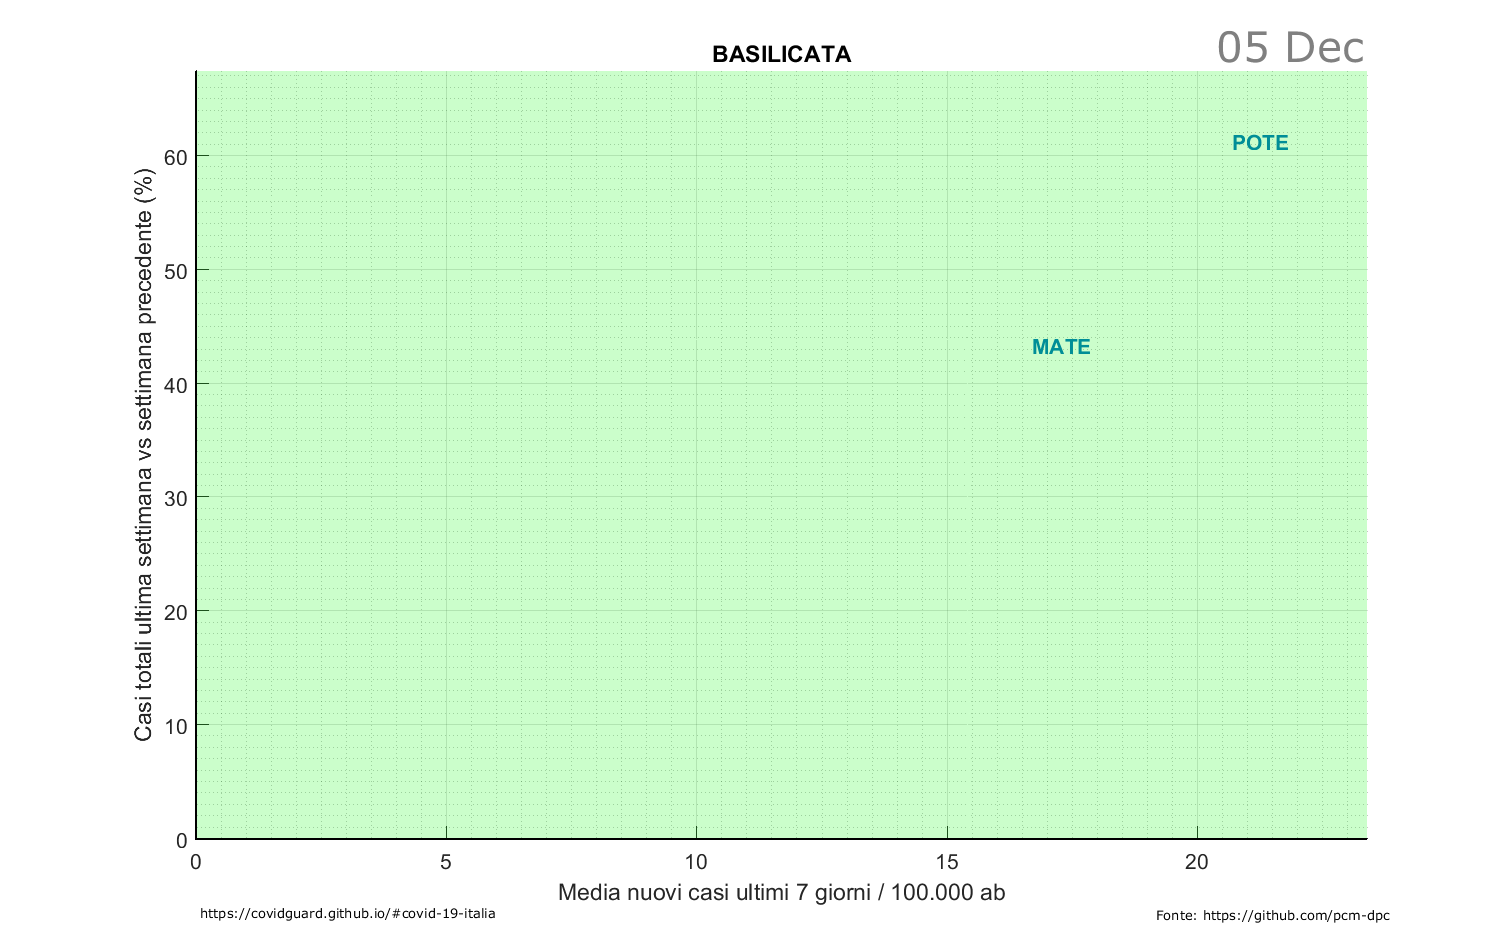 05 Dec
BASILICATA
POTE
MATE
Casi totali ultima settimana vs settimana precedente (%)
60
50
40
30
20
10
0
0 5 10 15 20
Media nuovi casi ultimi 7 giorni / 100.000 ab
https://covidguard.github.io/#covid-19-italia
Fonte: https://github.com/pcm-dpc